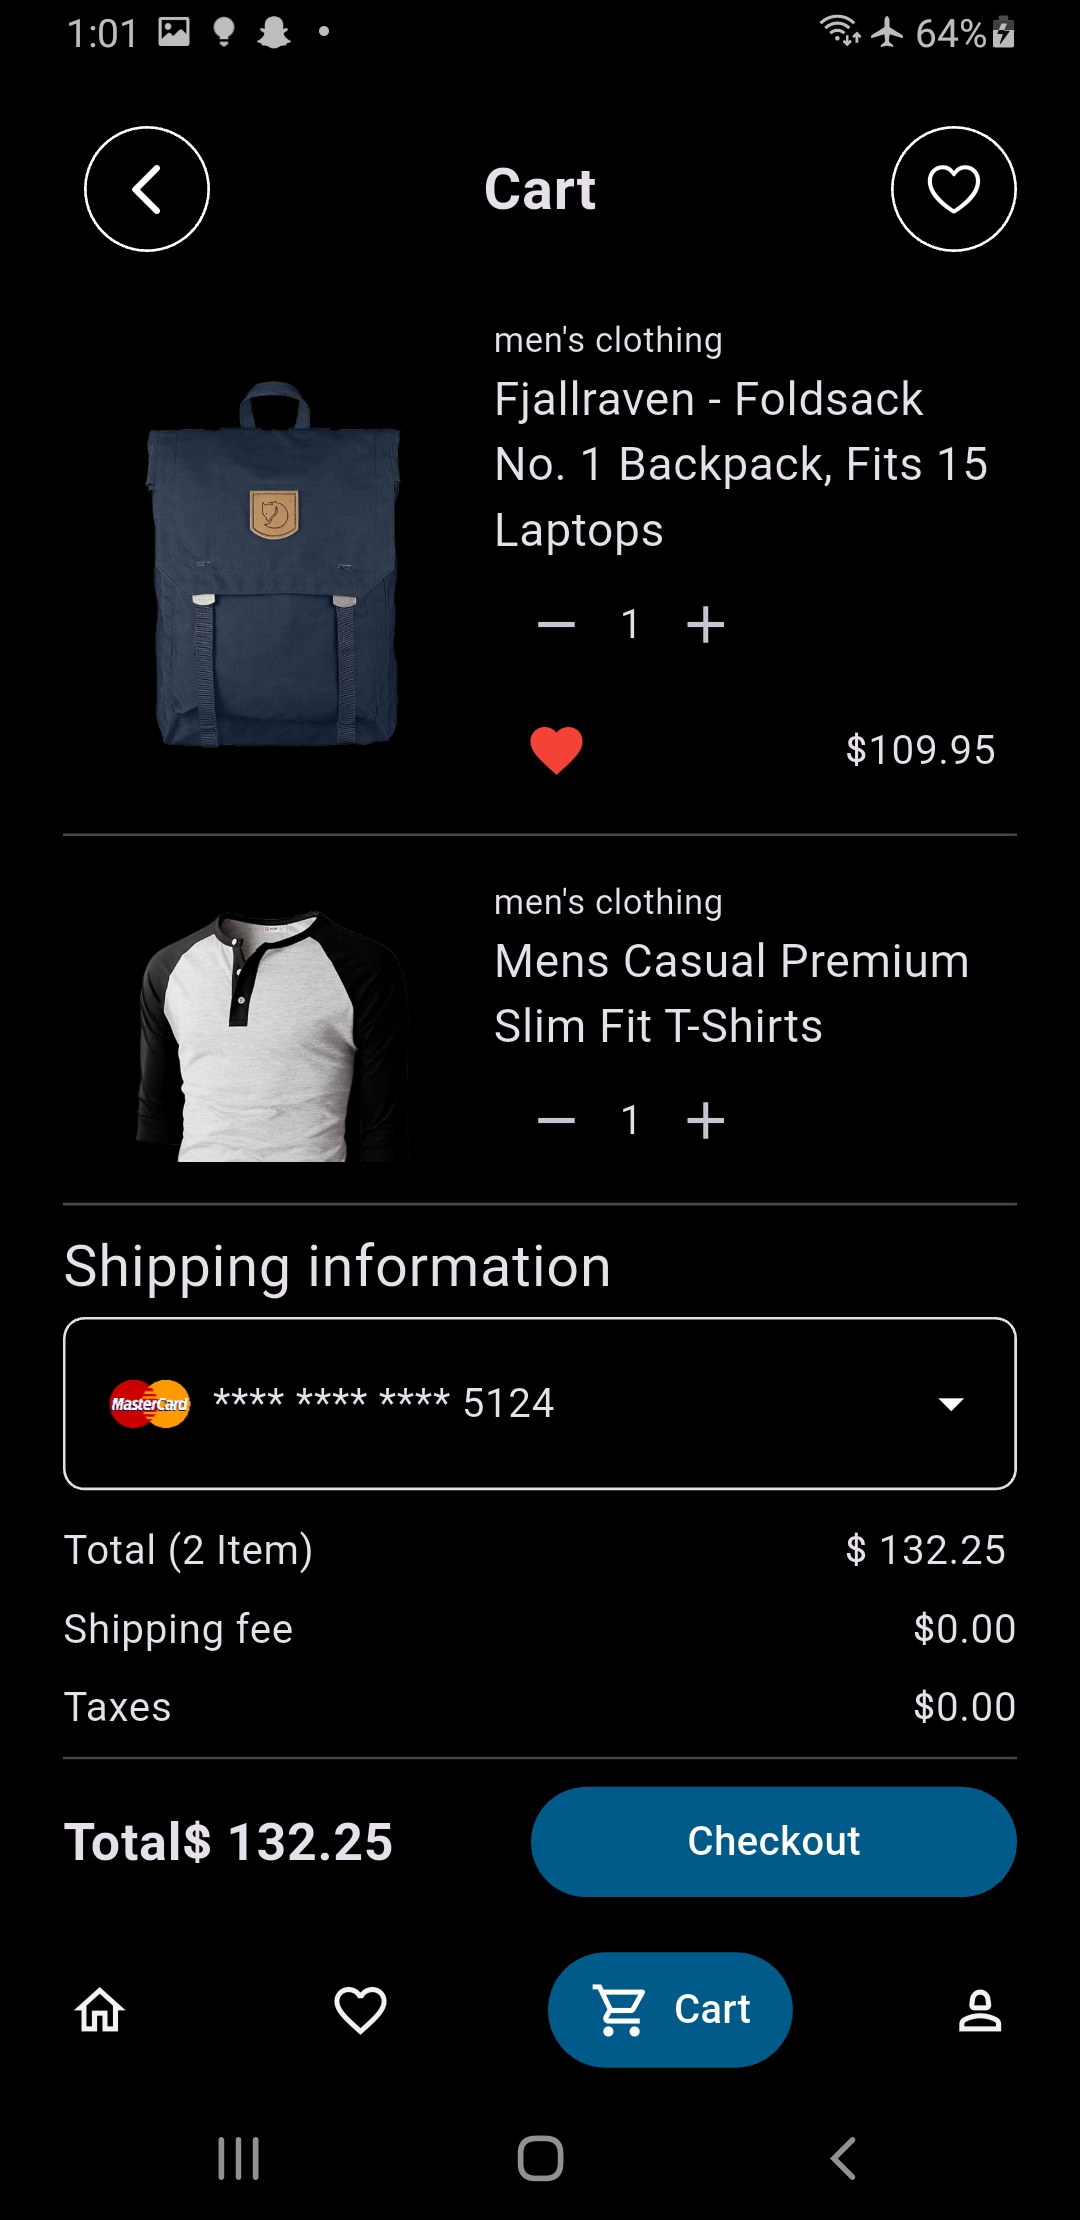 1:01
64%
Cart
men's clothing
Fjallraven - Foldsack
No. 1 Backpack, Fits 15
Laptops
1
$109.95
men's clothing
Mens Casual Premium
Slim Fit T-Shirts
1
Shipping information
MasterCard **** **** **** 5124
Total (2 Item) $ 132.25
Shipping fee $0.00
Taxes $0.00
Total$ 132.25
Checkout
Cart